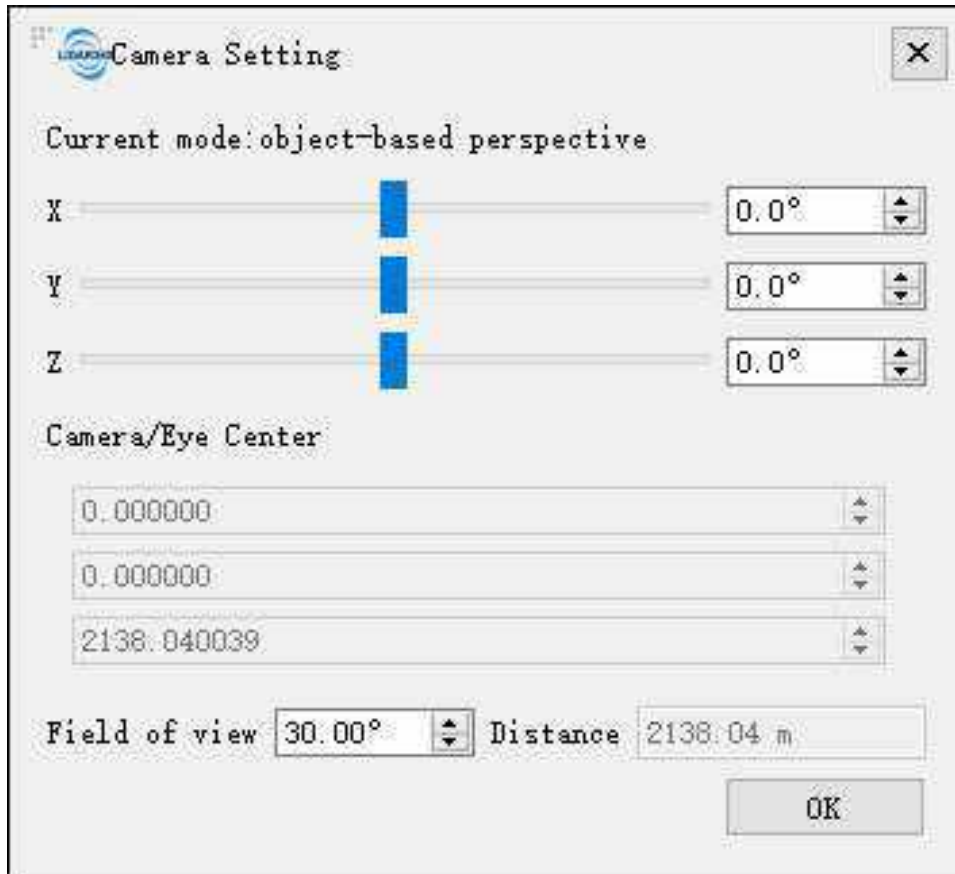 Camera Setting
Current mode:object-based perspective
X 0.0°
Y 0.0°
Z 0.0°
Camera/Eye Center
0.000000
0.000000
2138.040039
Field of view 30.00° Distance 2138.04 m
OK